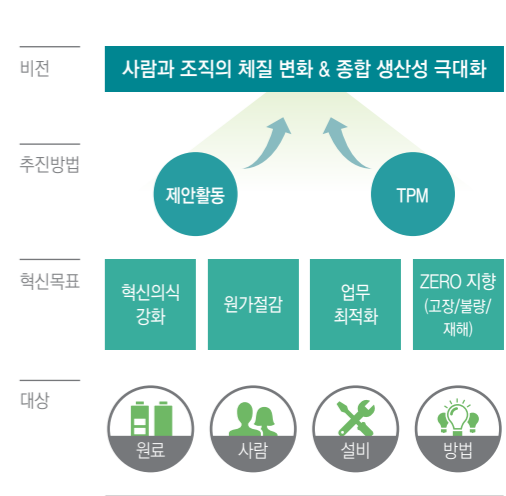 비전
사람과 조직의 체질 변화 & 종합 생산성 극대화
추진방법
제안활동
TPM
혁신목표
혁신의식
강화
원가절감
업무
최적화
ZERO 지향
(고장/불량/
재해)
대상
원료
사람
설비
방법